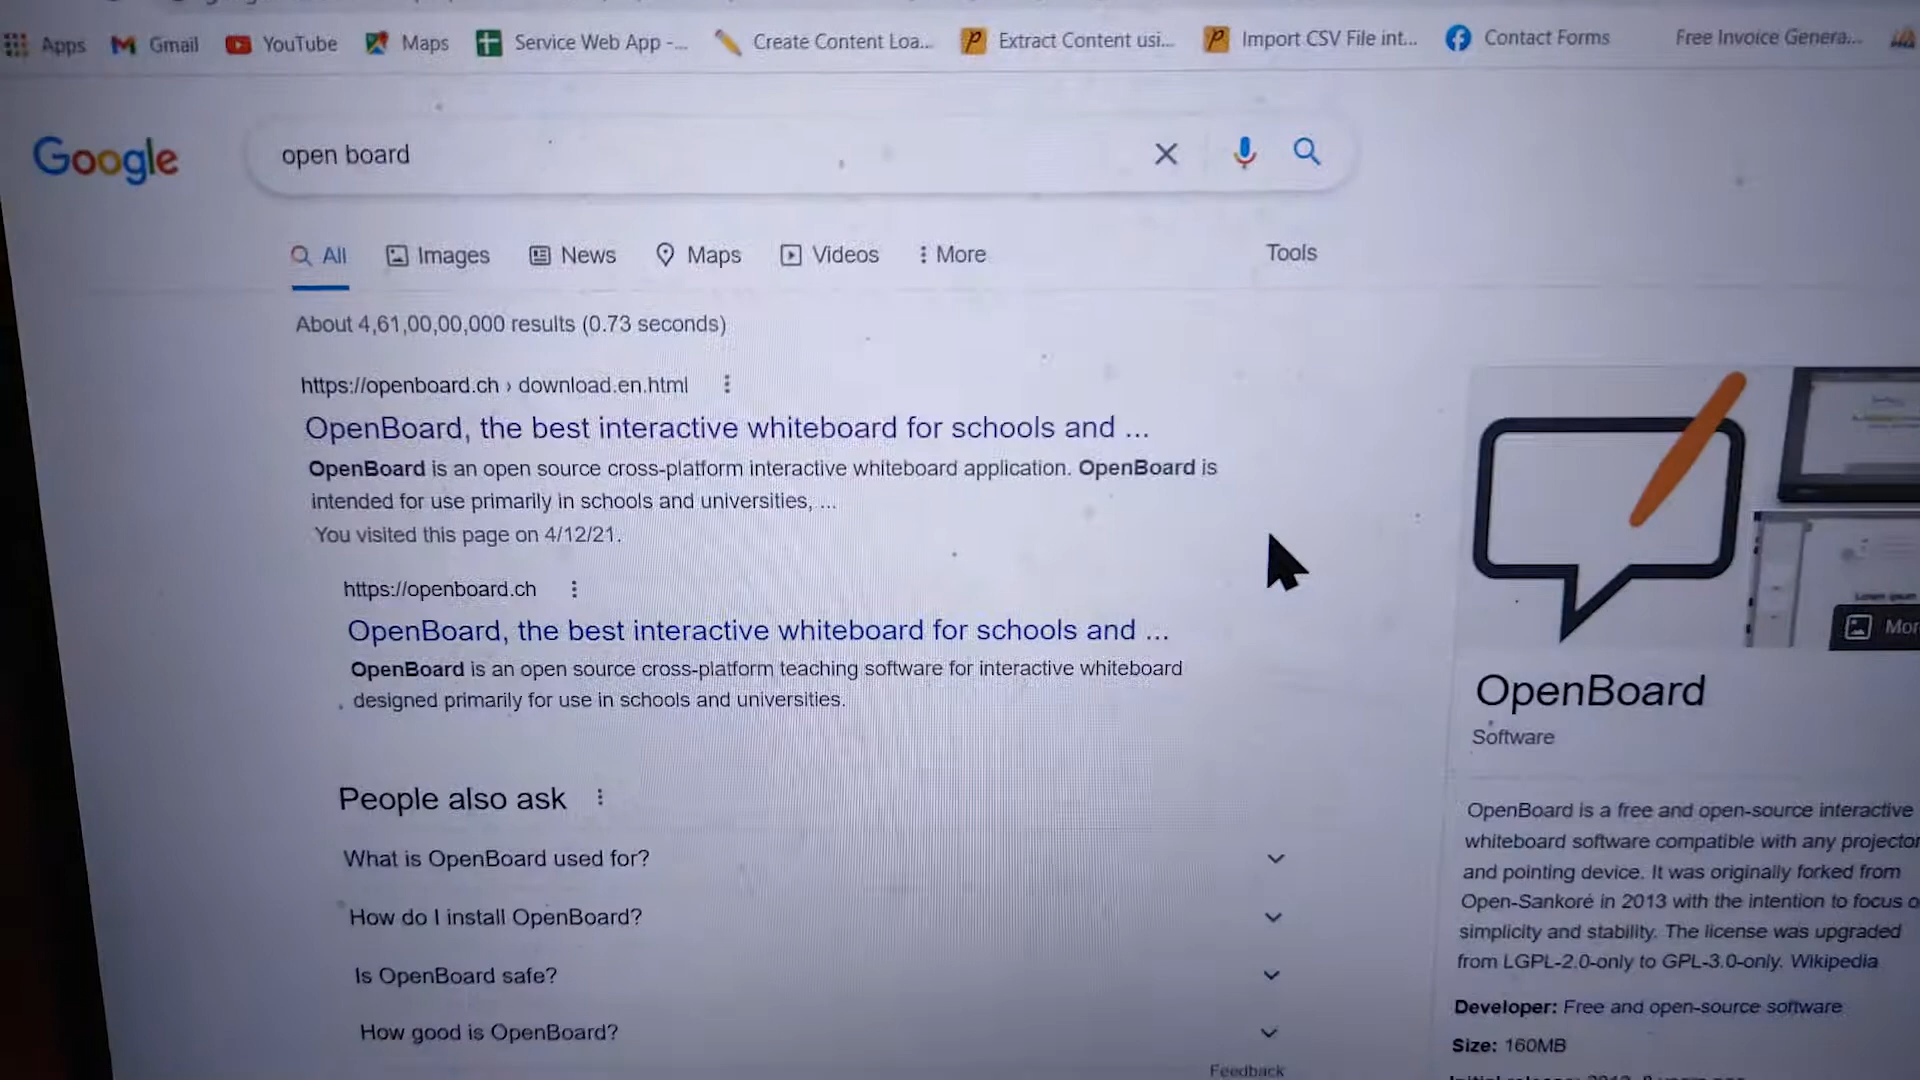 Apps Gmail YouTube Maps Service Web App -... Create Content Loa... Extract Content usi... Import CSV File int... Contact Forms Free Invoice Genera...
Google
open board
All Images News Maps Videos More Tools
About 4,61,00,00,000 results (0.73 seconds)
https://openboard.ch › download.en.html
OpenBoard, the best interactive whiteboard for schools and ...
OpenBoard is an open source cross-platform interactive whiteboard application. OpenBoard is
intended for use primarily in schools and universities, ...
You visited this page on 4/12/21.
https://openboard.ch
OpenBoard, the best interactive whiteboard for schools and ...
OpenBoard is an open source cross-platform teaching software for interactive whiteboard
designed primarily for use in schools and universities.
People also ask
What is OpenBoard used for?
How do I install OpenBoard?
Is OpenBoard safe?
How good is OpenBoard?
Feedback
Mor
OpenBoard
Software
OpenBoard is a free and open-source interactive
whiteboard software compatible with any projector
and pointing device. It was originally forked from
Open-Sankoré in 2013 with the intention to focus o
simplicity and stability. The license was upgraded
from LGPL-2.0-only to GPL-3.0-only. Wikipedia
Developer: Free and open-source software
Size: 160MB